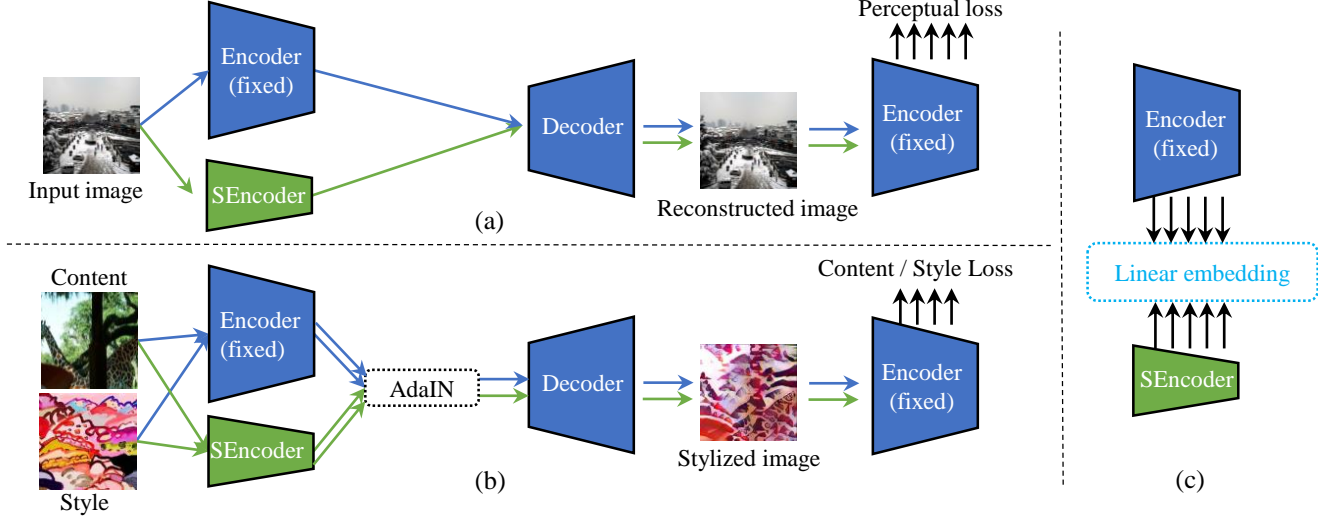 Perceptual loss
Encoder
(fixed)
Input image
SEncoder
Decoder
Reconstructed image
Encoder
(fixed)
(a)
Content
Style
Encoder
(fixed)
SEncoder
AdaIN
Decoder
Stylized image
Content / Style Loss
Encoder
(fixed)
(b)
Encoder
(fixed)
Linear embedding
SEncoder
(c)